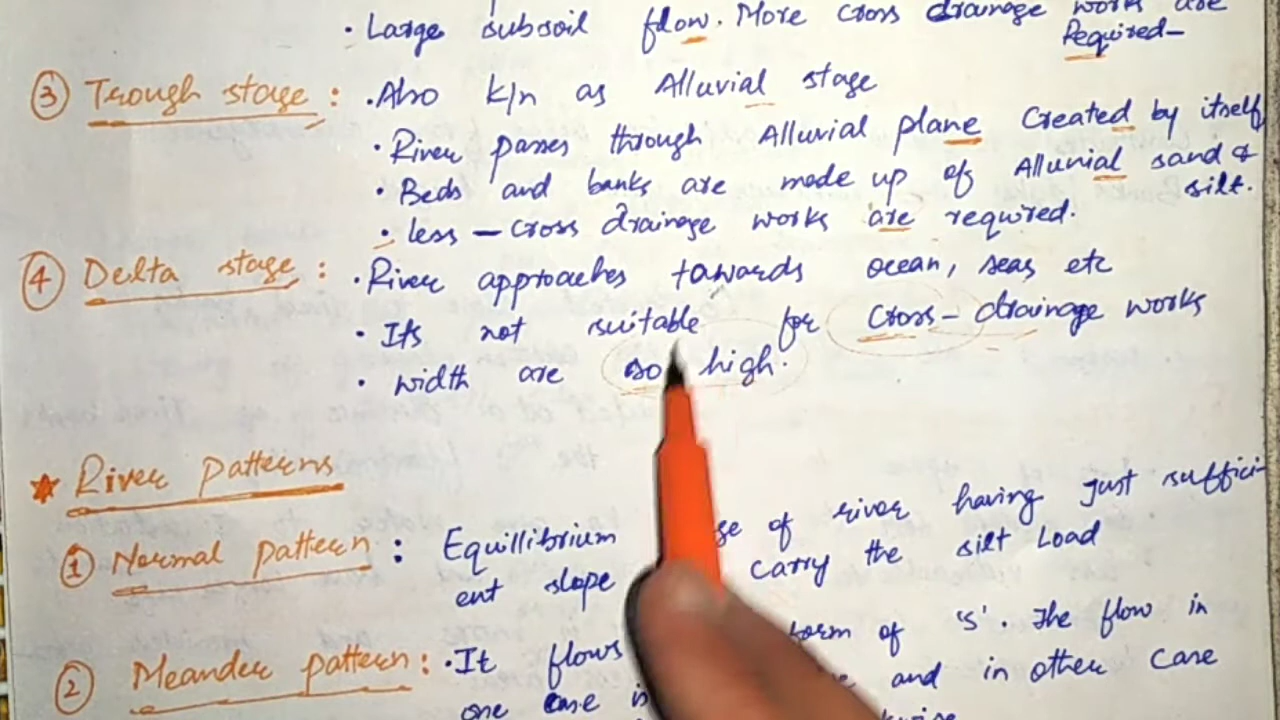 • Large subsoil flow. More cross drainage works are
Required-
③ Trough stage : • Also k/n as Alluvial stage
• River passes through Alluvial plane Created by itself
• Beds and banks are made up of Alluvial sand &
silt.
• less - cross drainage works are required.
④ Delta stage : • River approaches towards ocean, seas etc
• Its not suitable for cross-drainage works
• width are so high.
★ River patterns
① Normal pattern : Equillibrium of river having just suffici-
ent slope carry the silt Load
② Meander pattern : • It flows form of 'S'. The flow in
one case is and in other case